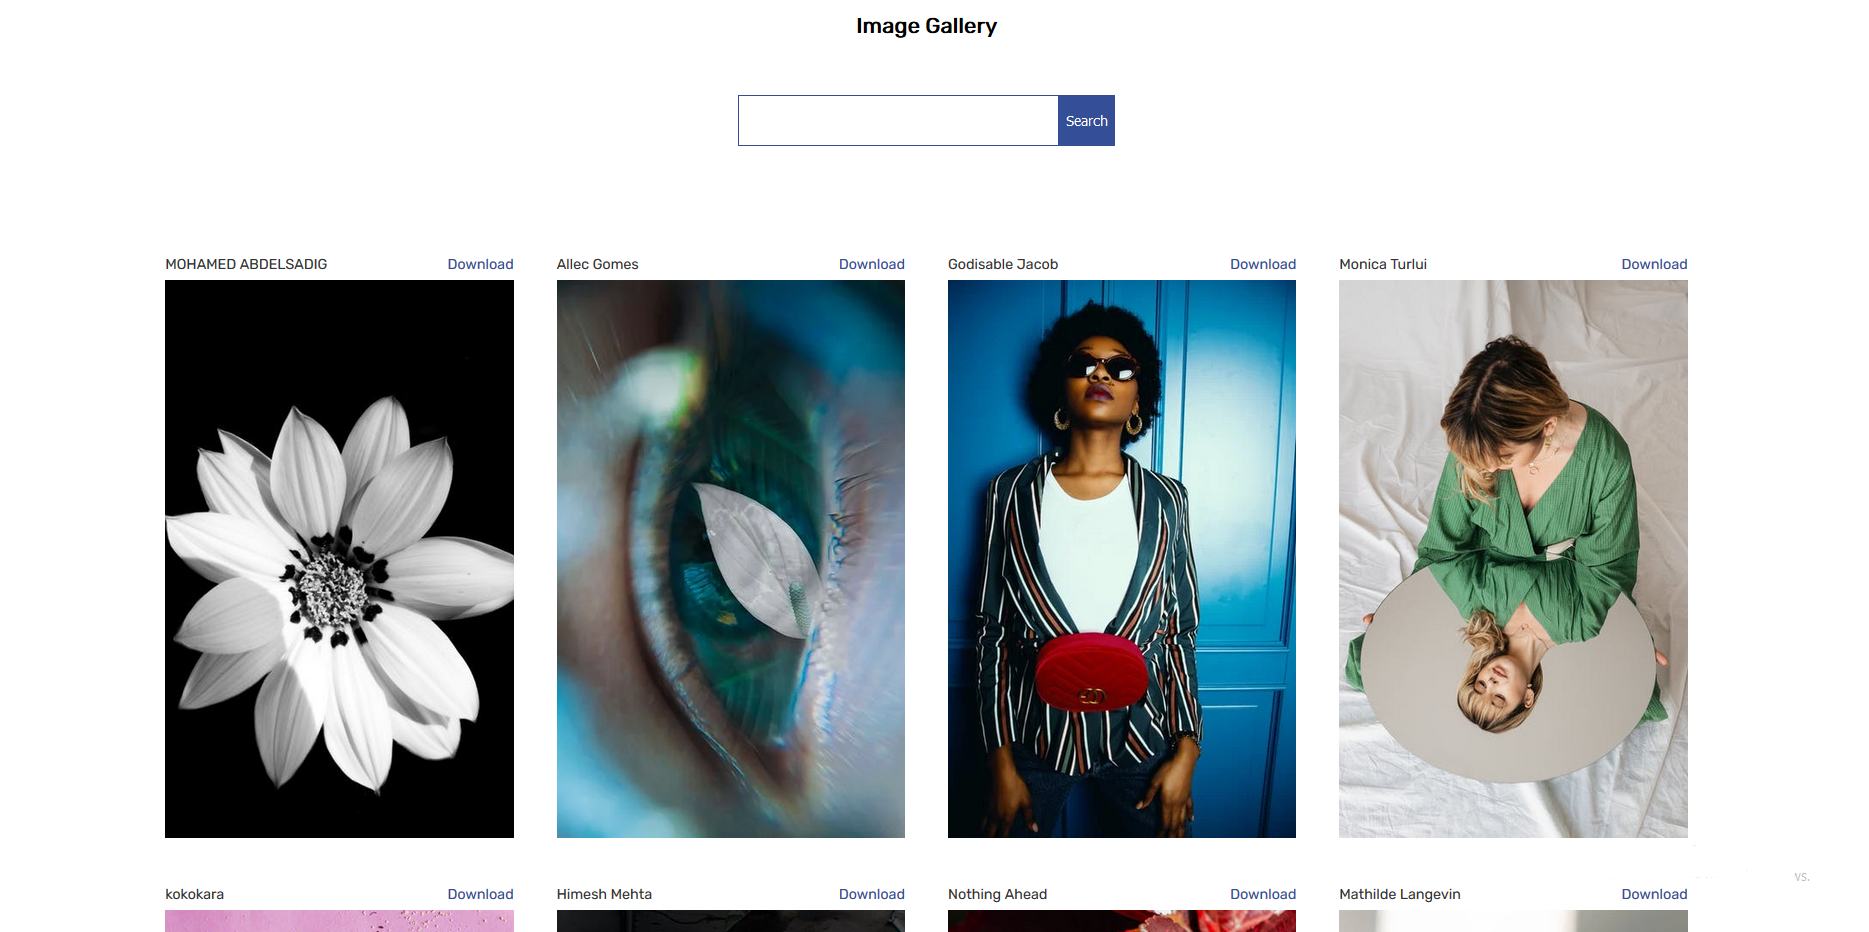 Image Gallery
Search
MOHAMED ABDELSADIG Download
Allec Gomes Download
Godisable Jacob Download
Monica Turlui Download
kokokara Download
Himesh Mehta Download
Nothing Ahead Download
Mathilde Langevin Download
vs.